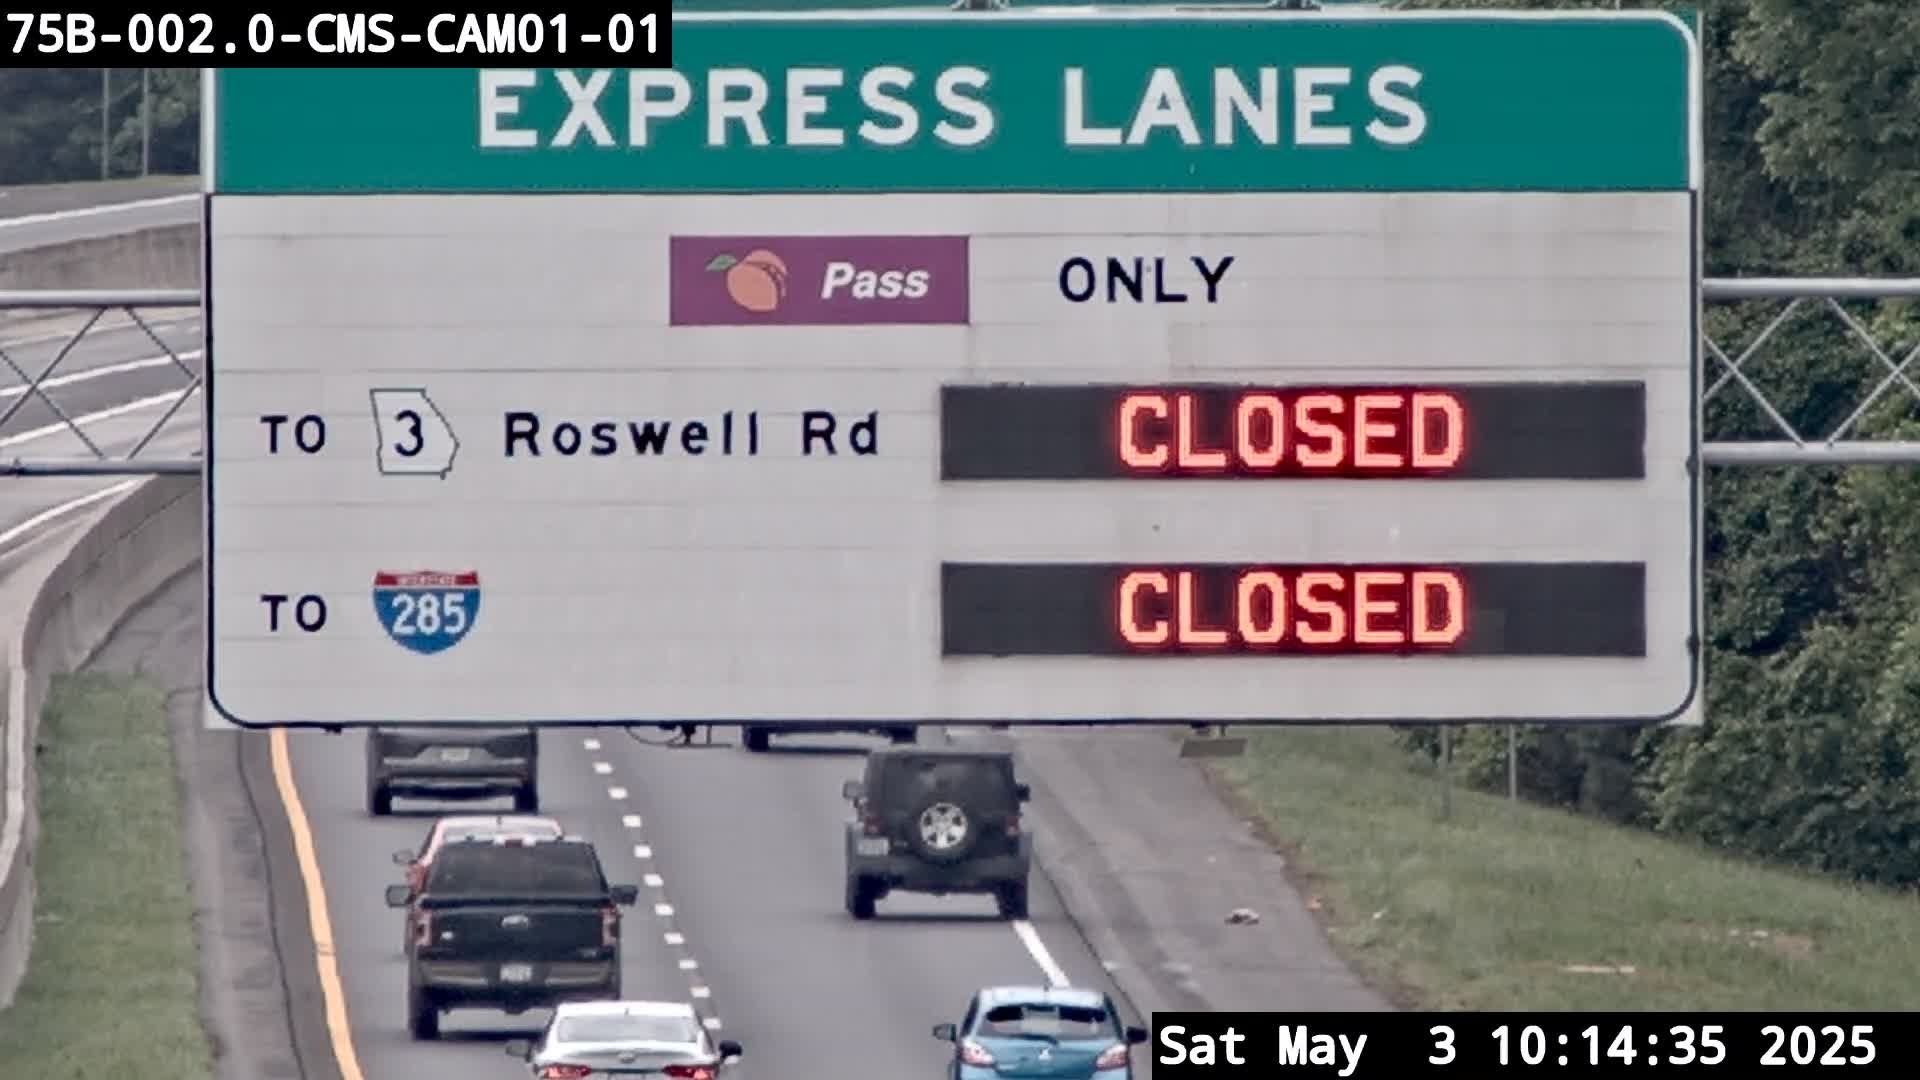 75B-002.0-CMS-CAM01-01
EXPRESS LANES
Pass ONLY
TO 3 Roswell Rd CLOSED
TO 285 CLOSED
Sat May 3 10:14:35 2025